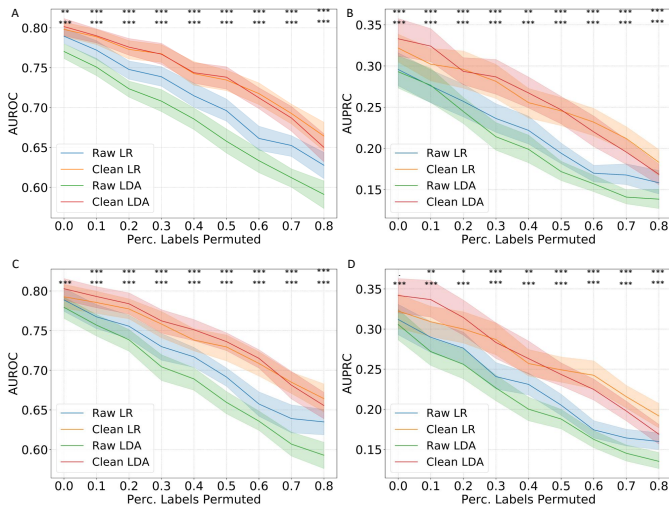 A
** *** *** *** *** *** *** *** ***
*** *** *** *** *** *** *** *** ***
0.80
0.75
0.70
0.65
0.60
AUROC
Raw LR
Clean LR
Raw LDA
Clean LDA
0.0 0.1 0.2 0.3 0.4 0.5 0.6 0.7 0.8
Perc. Labels Permuted
B
*** *** *** *** *** *** *** *** ***
*** *** *** *** *** *** *** *** ***
0.35
0.30
0.25
0.20
0.15
AUPRC
Raw LR
Clean LR
Raw LDA
Clean LDA
0.0 0.1 0.2 0.3 0.4 0.5 0.6 0.7 0.8
Perc. Labels Permuted
C
*** *** *** *** *** *** *** ***
*** *** *** *** *** *** *** *** ***
0.80
0.75
0.70
0.65
0.60
AUROC
Raw LR
Clean LR
Raw LDA
Clean LDA
0.0 0.1 0.2 0.3 0.4 0.5 0.6 0.7 0.8
Perc. Labels Permuted
D
. ** * *** ** *** *** *** ***
*** *** *** *** *** *** *** *** ***
0.35
0.30
0.25
0.20
0.15
AUPRC
Raw LR
Clean LR
Raw LDA
Clean LDA
0.0 0.1 0.2 0.3 0.4 0.5 0.6 0.7 0.8
Perc. Labels Permuted